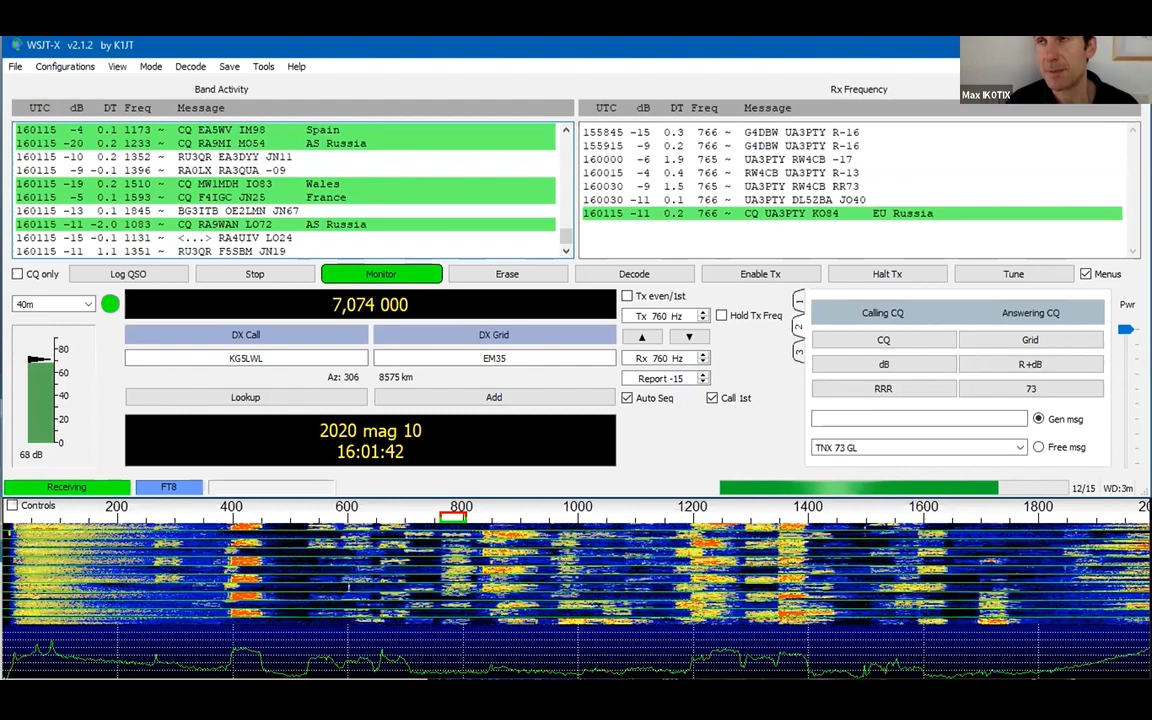 WSJT-X v2.1.2 by K1JT
File Configurations View Mode Decode Save Tools Help
Max IK0TIX
Band Activity
UTC dB DT Freq Message
160115 -4 0.1 1173 ~ CQ EA5WV IM98 Spain
160115 -20 0.2 1233 ~ CQ RA9MI MO54 AS Russia
160115 -10 0.2 1352 ~ RU3QR EA3DYY JN11
160115 -9 -0.1 1396 ~ RA0LX RA3QUA -09
160115 -19 0.2 1510 ~ CQ MW1MDH IO83 Wales
160115 -5 0.1 1593 ~ CQ F4IGC JN25 France
160115 -13 0.1 1845 ~ BG3ITB OE2LMN JN67
160115 -11 -2.0 1083 ~ CQ RA9WAN LO72 AS Russia
160115 -15 -0.1 1131 ~ <...> RA4UIV LO24
160115 -11 1.1 1351 ~ RU3QR F5SBM JN19
Rx Frequency
UTC dB DT Freq Message
155845 -15 0.3 766 ~ G4DBW UA3PTY R-16
155915 -9 0.2 766 ~ G4DBW UA3PTY R-16
160000 -6 1.9 765 ~ UA3PTY RW4CB -17
160015 -4 0.4 766 ~ RW4CB UA3PTY R-13
160030 -9 1.5 765 ~ UA3PTY RW4CB RR73
160030 -11 0.1 766 ~ UA3PTY DL5ZBA JO40
160115 -11 0.2 766 ~ CQ UA3PTY KO84 EU Russia
CQ only Log QSO Stop Monitor Erase Decode Enable Tx Halt Tx Tune Menus
40m
7,074 000
DX Call DX Grid
KG5LWL EM35
Az: 306 8575 km
Lookup Add
2020 mag 10
16:01:42
80
60
40
20
0
68 dB
Tx even/1st
Tx 760 Hz Hold Tx Freq
Rx 760 Hz
Report -15
Auto Seq Call 1st
1
2
3
Calling CQ Answering CQ
CQ Grid
dB R+dB
RRR 73
Gen msg
TNX 73 GL Free msg
Pwr
Receiving FT8 12/15 WD:3m
Controls 200 400 600 800 1000 1200 1400 1600 1800 20